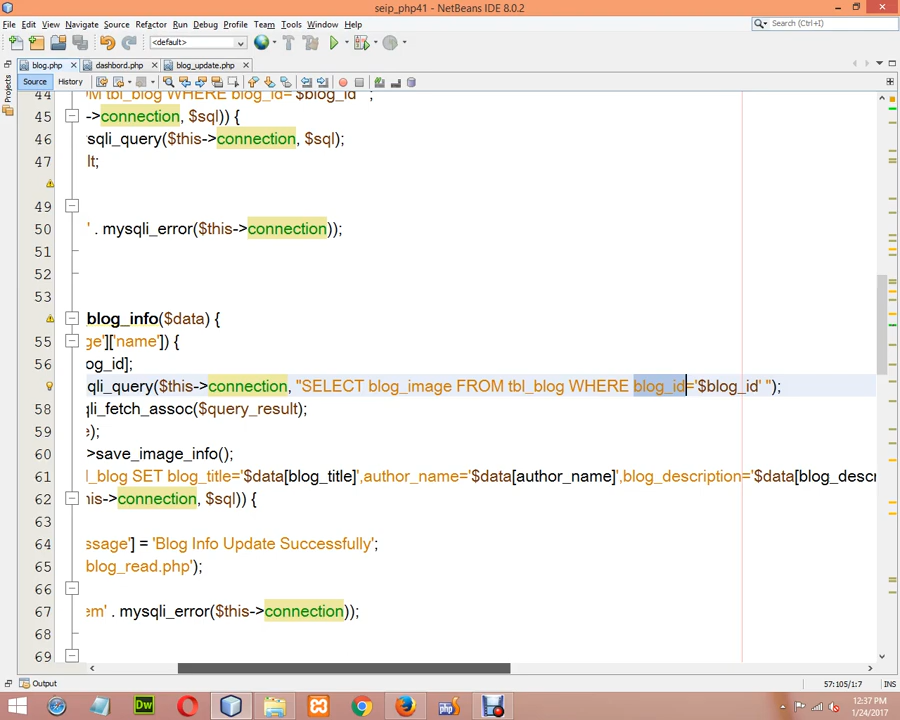 seip_php41 - NetBeans IDE 8.0.2
File Edit View Navigate Source Refactor Run Debug Profile Team Tools Window Help
Search (Ctrl+I)
<default>
blog.php dashbord.php blog_update.php
Source History
Projects
44 M tbl_blog WHERE blog_id='$blog_id' ";
45 ->connection, $sql)) {
46 sqli_query($this->connection, $sql);
47 lt;
49
50 ' . mysqli_error($this->connection));
51
52
53
blog_info($data) {
55 ge']['name']) {
56 og_id];
qli_query($this->connection, "SELECT blog_image FROM tbl_blog WHERE blog_id='$blog_id' ");
58 qli_fetch_assoc($query_result);
59 e);
60 >save_image_info();
61 l_blog SET blog_title='$data[blog_title]',author_name='$data[author_name]',blog_description='$data[blog_descr
62 his->connection, $sql)) {
63
64 ssage'] = 'Blog Info Update Successfully';
65 blog_read.php');
66
67 em' . mysqli_error($this->connection));
68
69
Output
57:105/1:7 INS
Dw
12:37 PM
1/24/2017